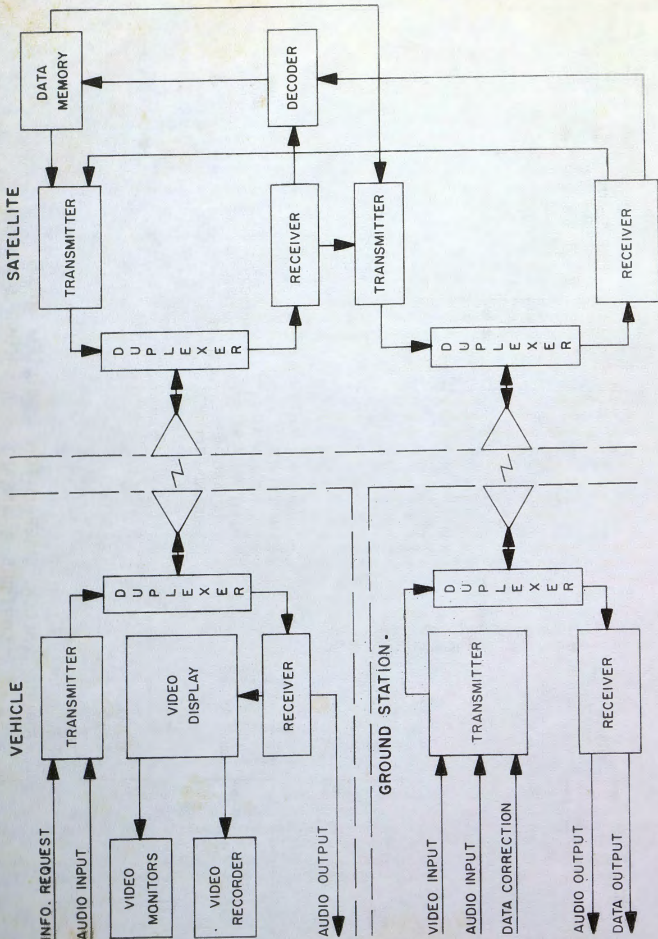 VEHICLE
INFO. REQUEST
AUDIO INPUT
TRANSMITTER
VIDEO
MONITORS
VIDEO
RECORDER
VIDEO
DISPLAY
DUPLEXER
RECEIVER
AUDIO OUTPUT
SATELLITE
TRANSMITTER
DATA
MEMORY
DUPLEXER
RECEIVER
DECODER
TRANSMITTER
DUPLEXER
RECEIVER
GROUND STATION.
VIDEO INPUT
AUDIO INPUT
DATA CORRECTION
TRANSMITTER
DUPLEXER
RECEIVER
AUDIO OUTPUT
DATA OUTPUT